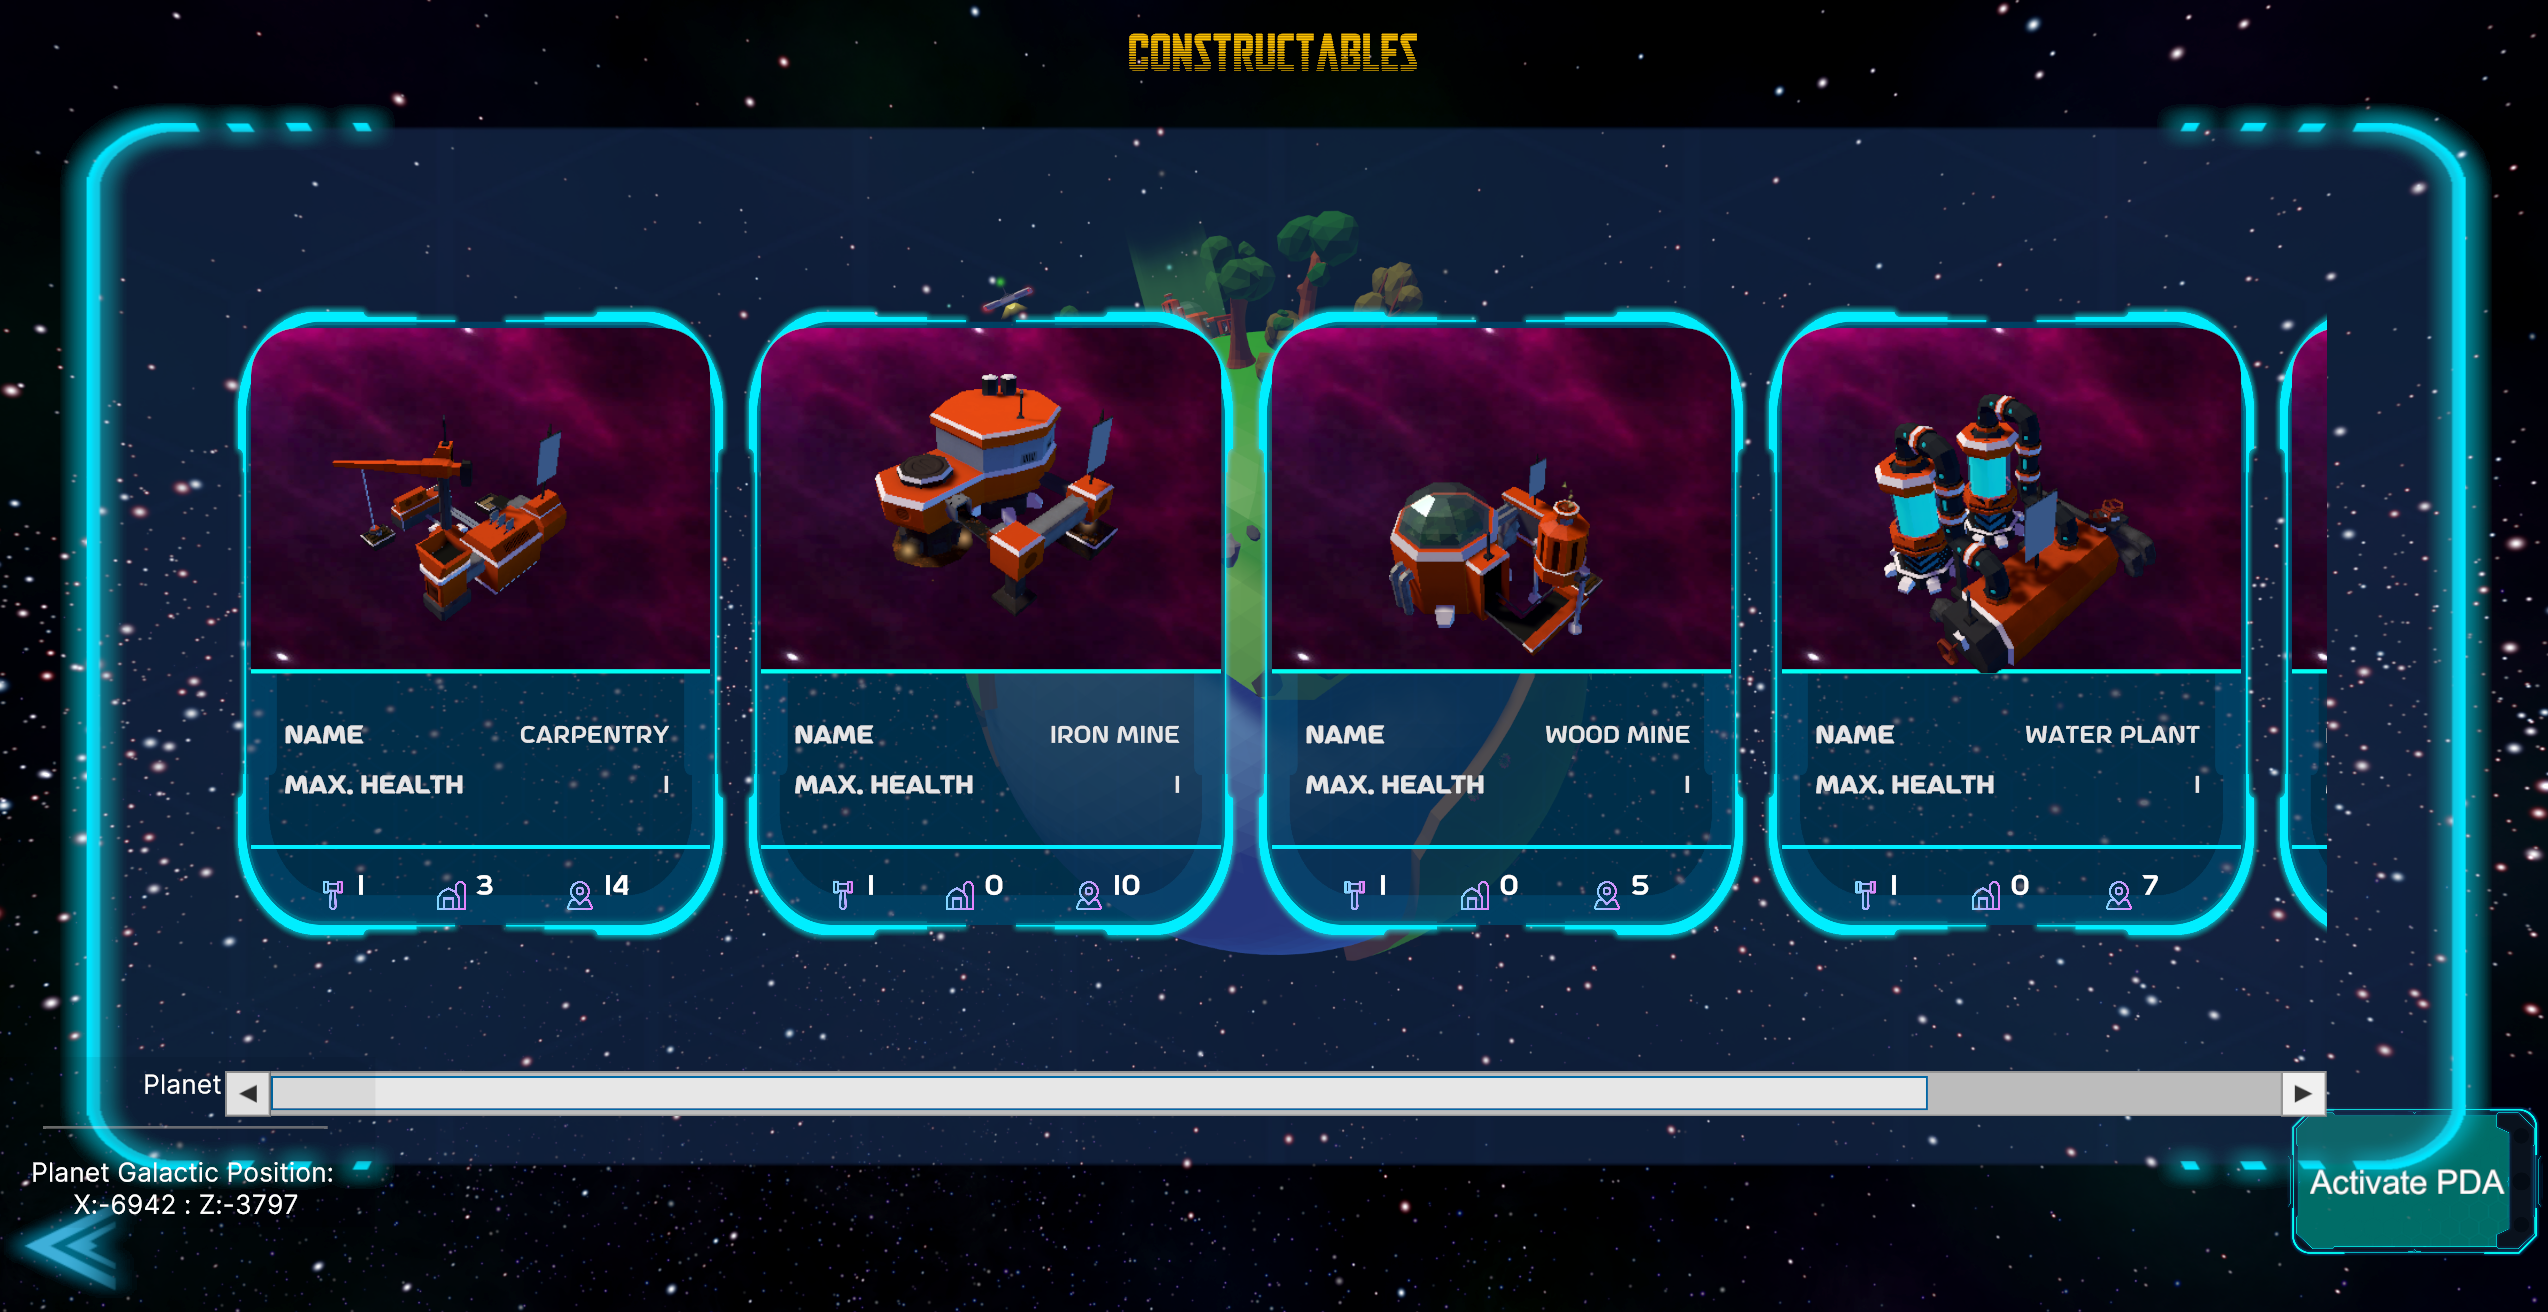 CONSTRUCTABLES
NAME CARPENTRY
MAX. HEALTH 1
1 3 14
NAME IRON MINE
MAX. HEALTH 1
1 0 10
NAME WOOD MINE
MAX. HEALTH 1
1 0 5
NAME WATER PLANT
MAX. HEALTH 1
1 0 7
Planet
Planet Galactic Position:
X:-6942 : Z:-3797
Activate PDA